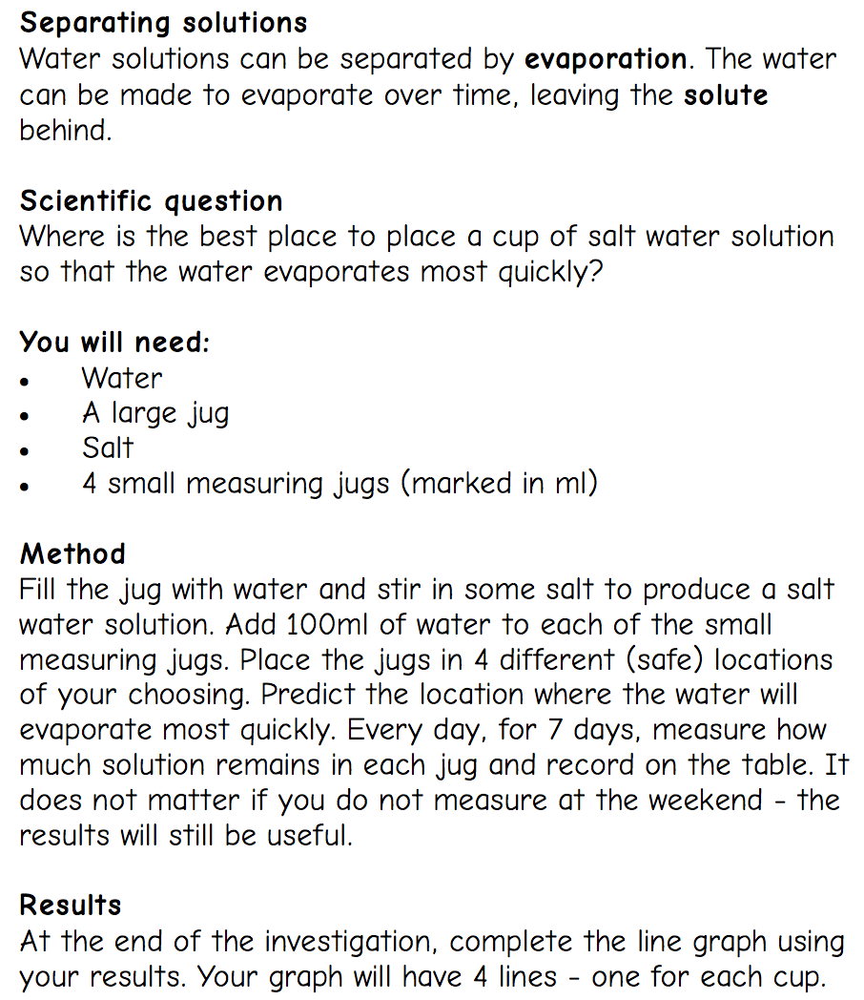 Separating solutions
Water solutions can be separated by evaporation. The water
can be made to evaporate over time, leaving the solute
behind.
Scientific question
Where is the best place to place a cup of salt water solution
so that the water evaporates most quickly?
You will need:
• Water
• A large jug
• Salt
• 4 small measuring jugs (marked in ml)
Method
Fill the jug with water and stir in some salt to produce a salt
water solution. Add 100ml of water to each of the small
measuring jugs. Place the jugs in 4 different (safe) locations
of your choosing. Predict the location where the water will
evaporate most quickly. Every day, for 7 days, measure how
much solution remains in each jug and record on the table. It
does not matter if you do not measure at the weekend - the
results will still be useful.
Results
At the end of the investigation, complete the line graph using
your results. Your graph will have 4 lines - one for each cup.